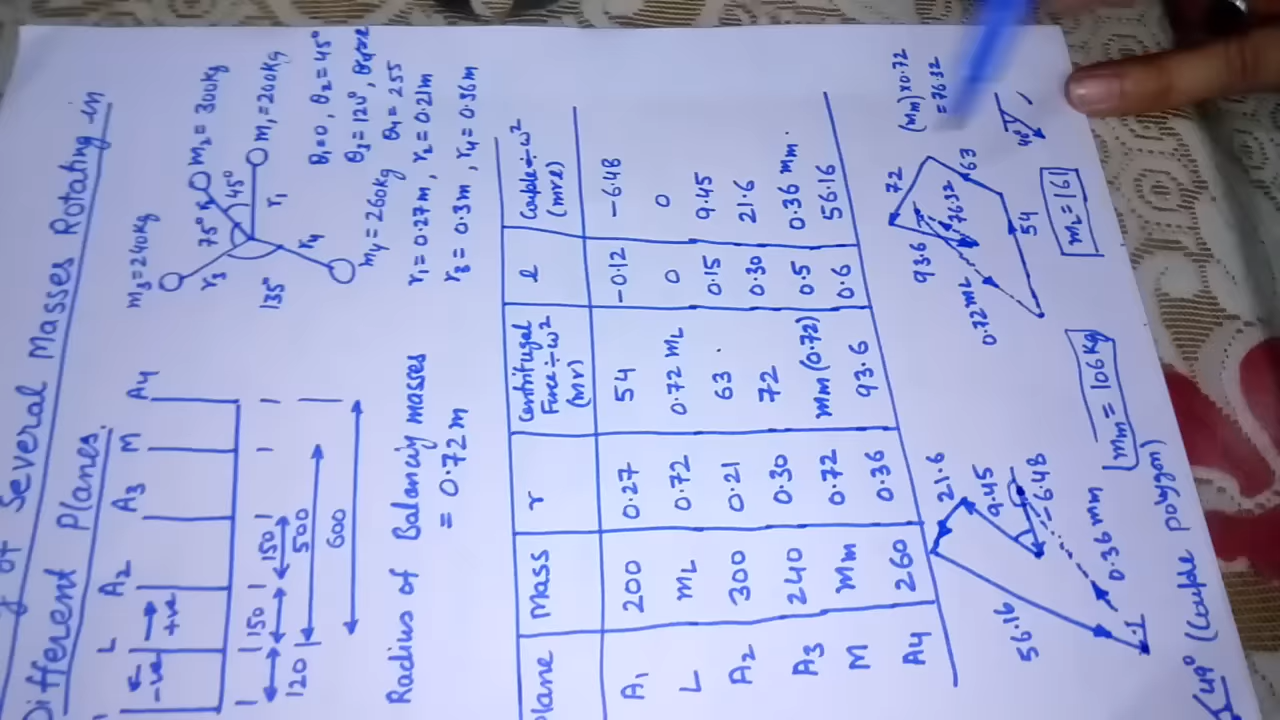 of Several Masses Rotating in
Different Planes.
L A2 A3 M A4
-ve +ve
120 150 150
500
600
m3=240kg
75° m2=300kg
r3 45°
m1=200kg
r1
135° r4
m4=260kg
θ1=0, θ2=45°
θ3=120°,
θ4=255
r1=0.27m, r2=0.21m
r3=0.3m, r4=0.36m
Radius of Balancing masses
= 0.72m
Plane Mass r Centrifugal Force÷ω² (mr) l Couple÷ω² (mrl)
A1 200 0.27 54 -0.12 -6.48
L mL 0.72 0.72 mL 0 0
A2 300 0.21 63 0.15 9.45
A3 240 0.30 72 0.30 21.6
M Mm 0.72 Mm(0.72) 0.5 0.36 Mm.
A4 260 0.36 93.6 0.6 56.16
56.16 21.6
9.45
-6.48
0.36 Mm
Mm=106kg
49° (Couple polygon)
93.6 72
0.72 mL 76.32 63
54
(Mm)×0.72
=76.32
mL=161